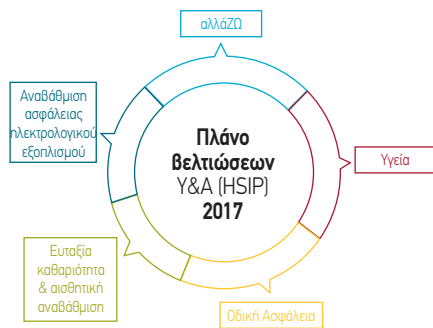 αλλάΖΩ
Αναβάθμιση
ασφάλειας
ηλεκτρολογικού
εξοπλισμού
Πλάνο
βελτιώσεων
Υ&Α (HSIP)
2017
Υγεία
Ευταξία
καθαριότητα
& αισθητική
αναβάθμιση
Οδική Ασφάλεια